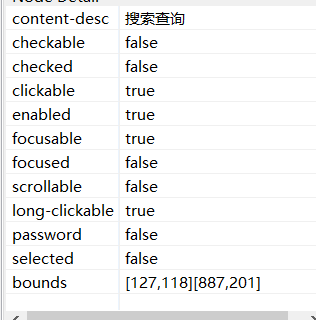 Node Detail
content-desc 搜索查询
checkable false
checked false
clickable true
enabled true
focusable true
focused false
scrollable false
long-clickable true
password false
selected false
bounds [127,118][887,201]